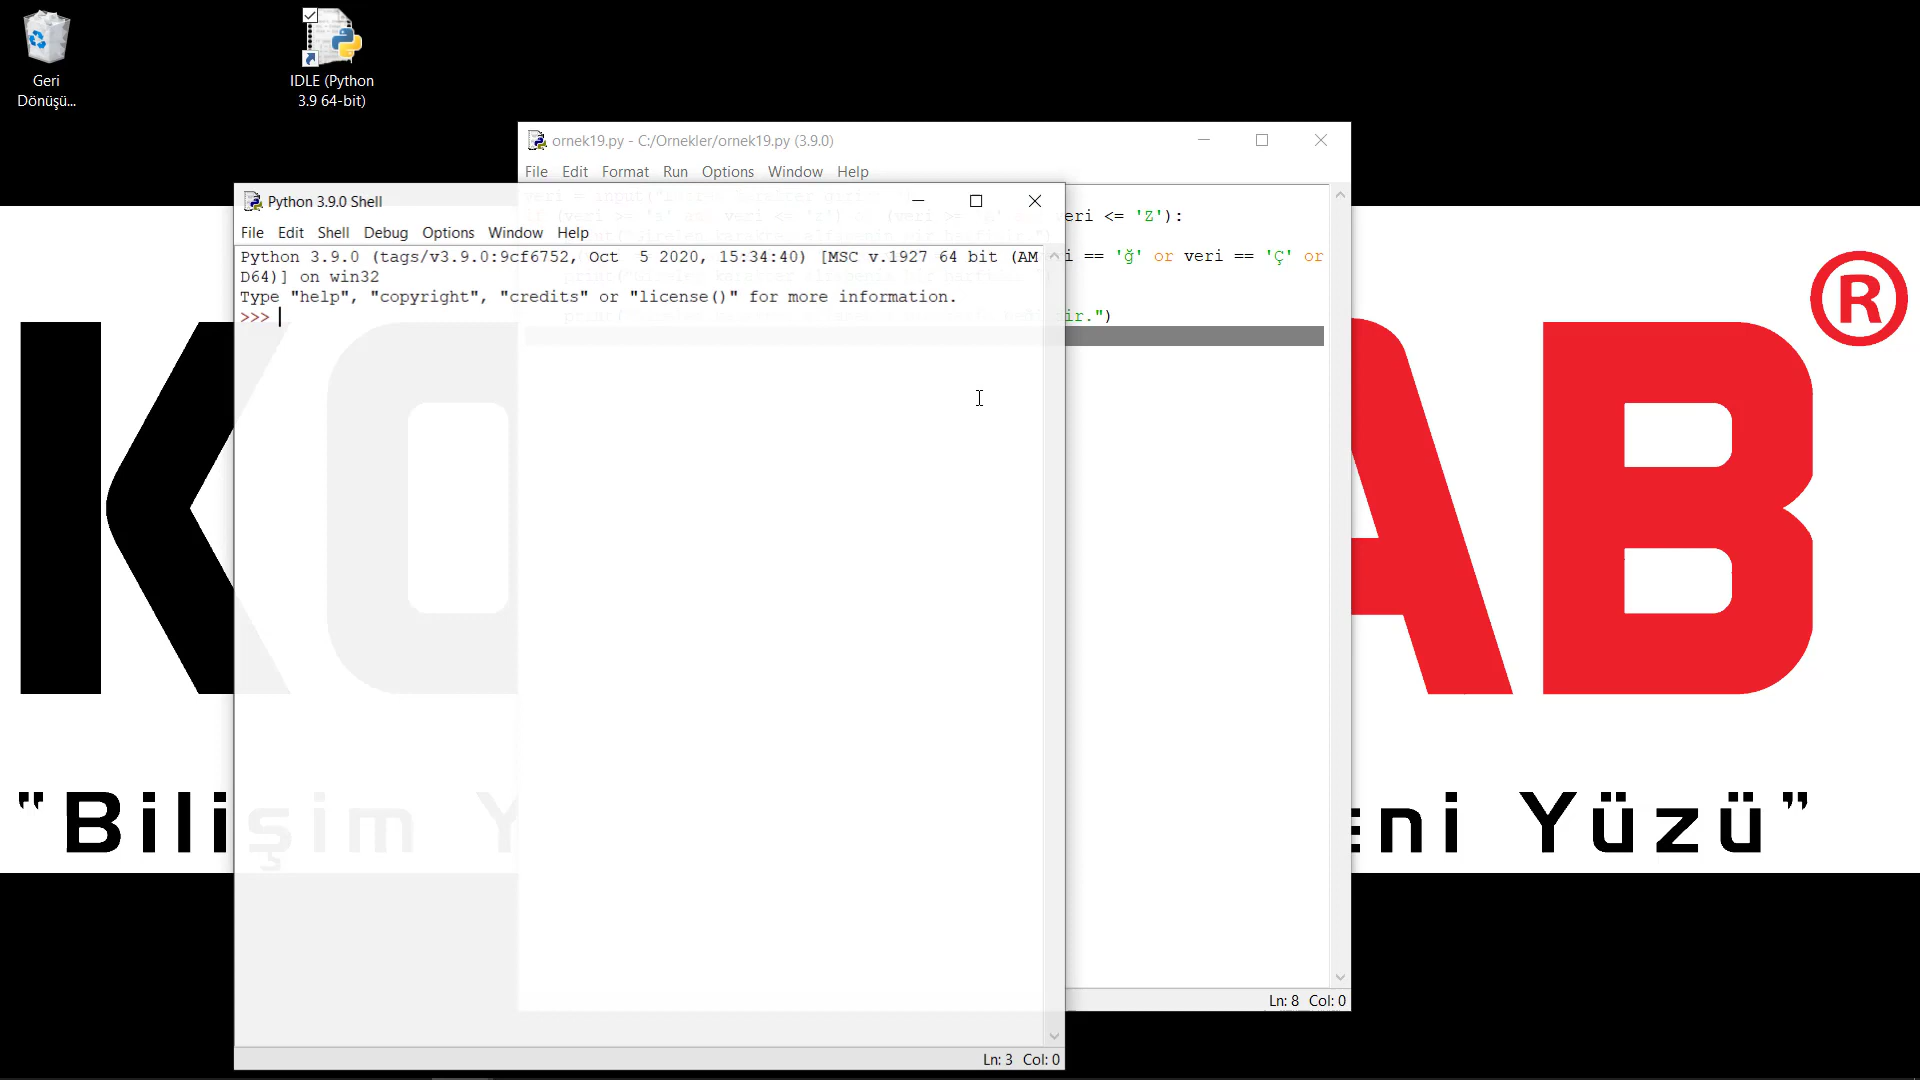 Geri
Dönüşü...
IDLE (Python
3.9 64-bit)
ornek19.py - C:/Ornekler/ornek19.py (3.9.0)
File Edit Format Run Options Window Help
Python 3.9.0 Shell
eri <= 'Z'):
File Edit Shell Debug Options Window Help
Python 3.9.0 (tags/v3.9.0:9cf6752, Oct  5 2020, 15:34:40) [MSC v.1927 64 bit (AM
D64)] on win32
i == 'ğ' or veri == 'Ç' or
Type "help", "copyright", "credits" or "license()" for more information.
>>>
dir.")
®
"Bilişim Y
eni Yüzü"
Ln: 8 Col: 0
Ln: 3 Col: 0